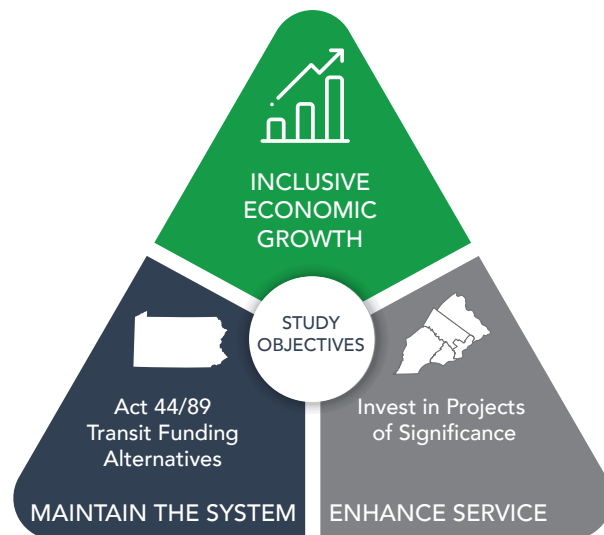 INCLUSIVE
ECONOMIC
GROWTH
STUDY
OBJECTIVES
Act 44/89
Transit Funding
Alternatives
MAINTAIN THE SYSTEM
Invest in Projects
of Significance
ENHANCE SERVICE